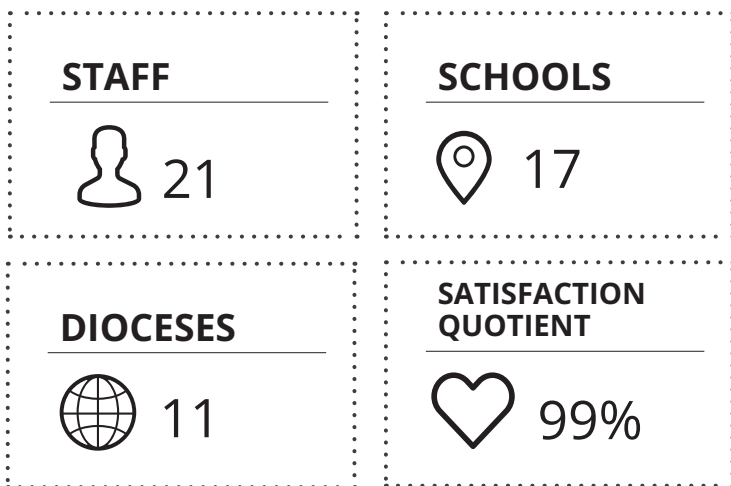 STAFF
21
SCHOOLS
17
DIOCESES
11
SATISFACTION
QUOTIENT
99%